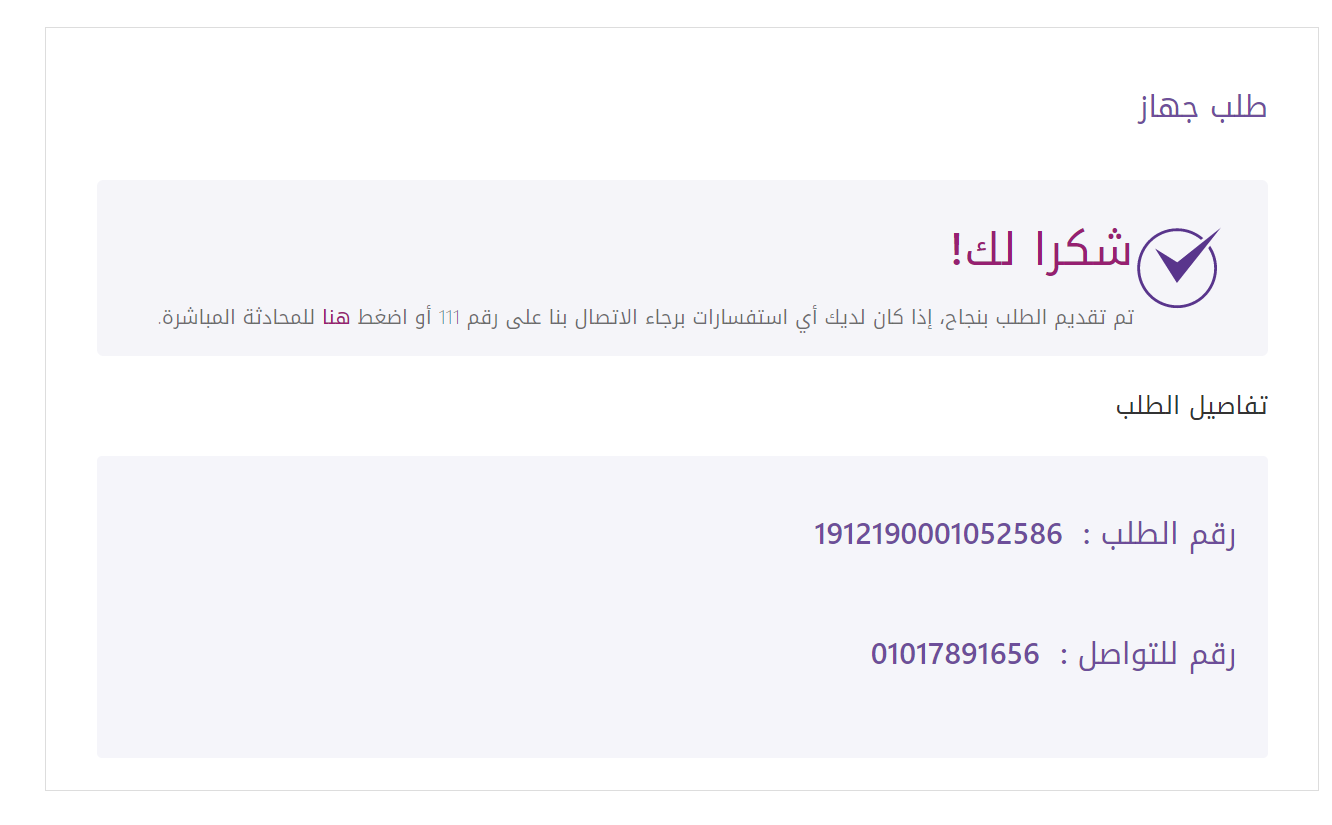 طلب جهاز
شكرا لك!
تم تقديم الطلب بنجاح، إذا كان لديك أي استفسارات برجاء الاتصال بنا على رقم 111 أو اضغط هنا للمحادثة المباشرة.
تفاصيل الطلب
رقم الطلب : 1912190001052586
رقم للتواصل : 01017891656